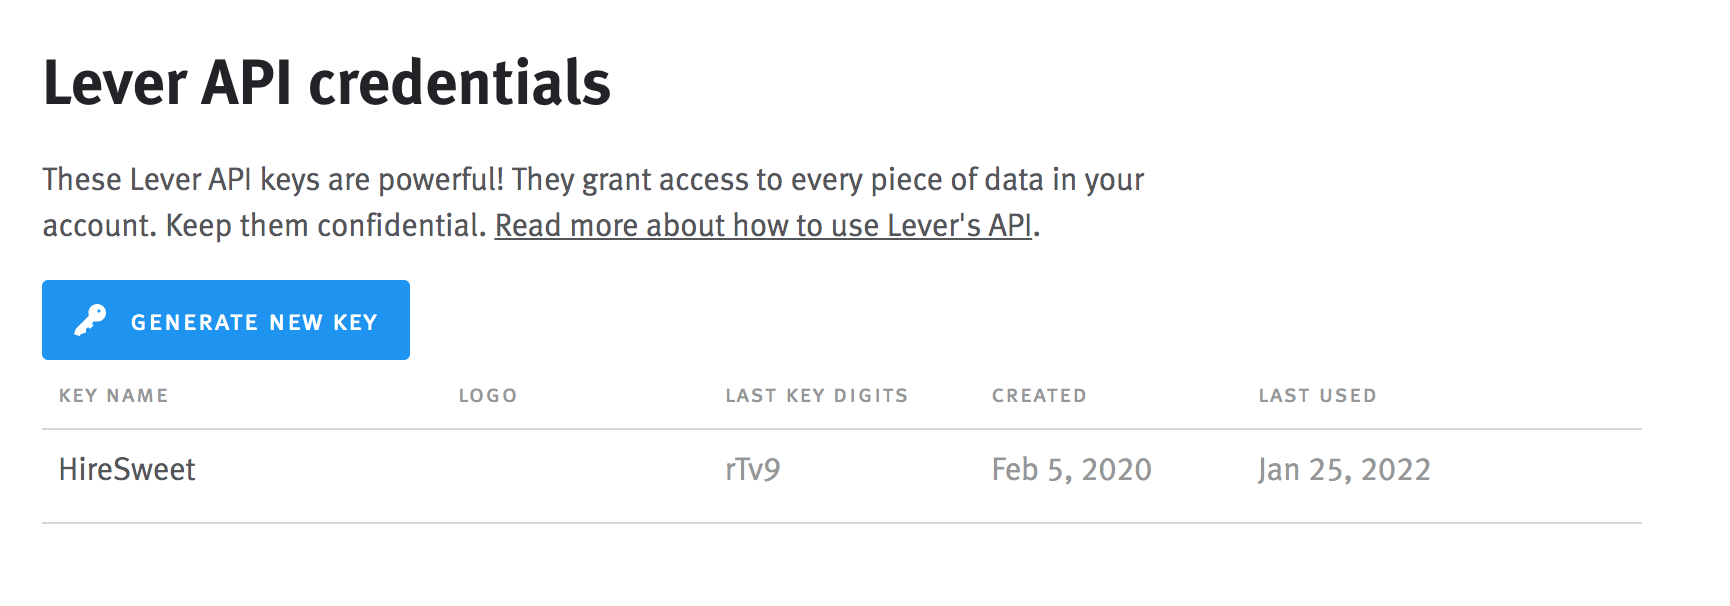 Lever API credentials
These Lever API keys are powerful! They grant access to every piece of data in your
account. Keep them confidential. Read more about how to use Lever's API.
GENERATE NEW KEY
KEY NAME LOGO LAST KEY DIGITS CREATED LAST USED
HireSweet rTv9 Feb 5, 2020 Jan 25, 2022